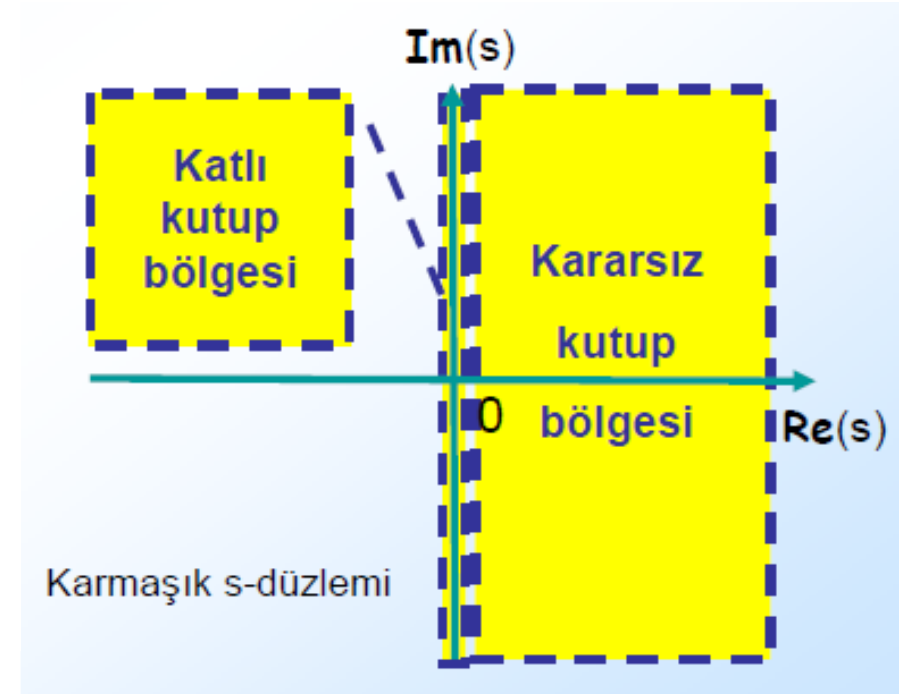 Im(s)
Katlı
kutup
bölgesi
Kararsız
kutup
bölgesi
0
Re(s)
Karmaşık s-düzlemi